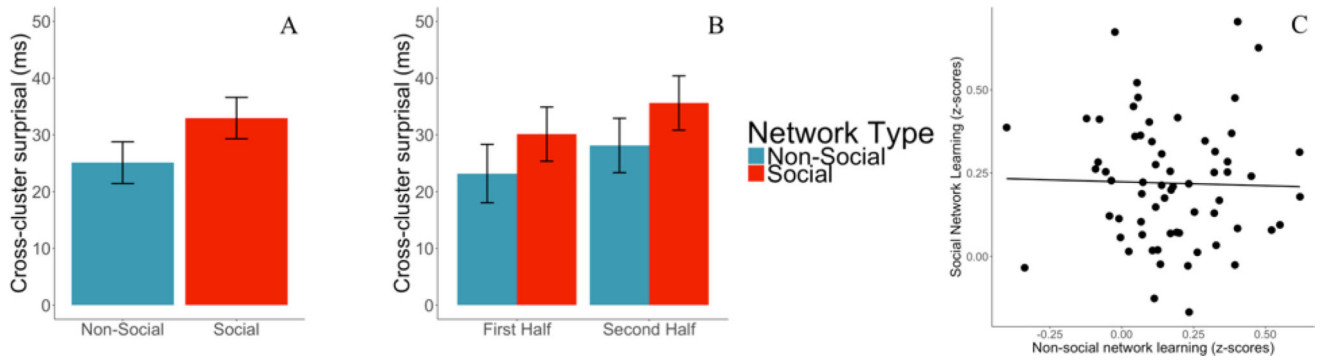 A
Cross-cluster surprisal (ms)
50
40
30
20
10
0
Non-Social
Social
B
Cross-cluster surprisal (ms)
50
40
30
20
10
0
First Half
Second Half
Network Type
Non-Social
Social
C
Social Network Learning (z-scores)
0.50
0.25
0.00
-0.25
0.00
0.25
0.50
Non-social network learning (z-scores)